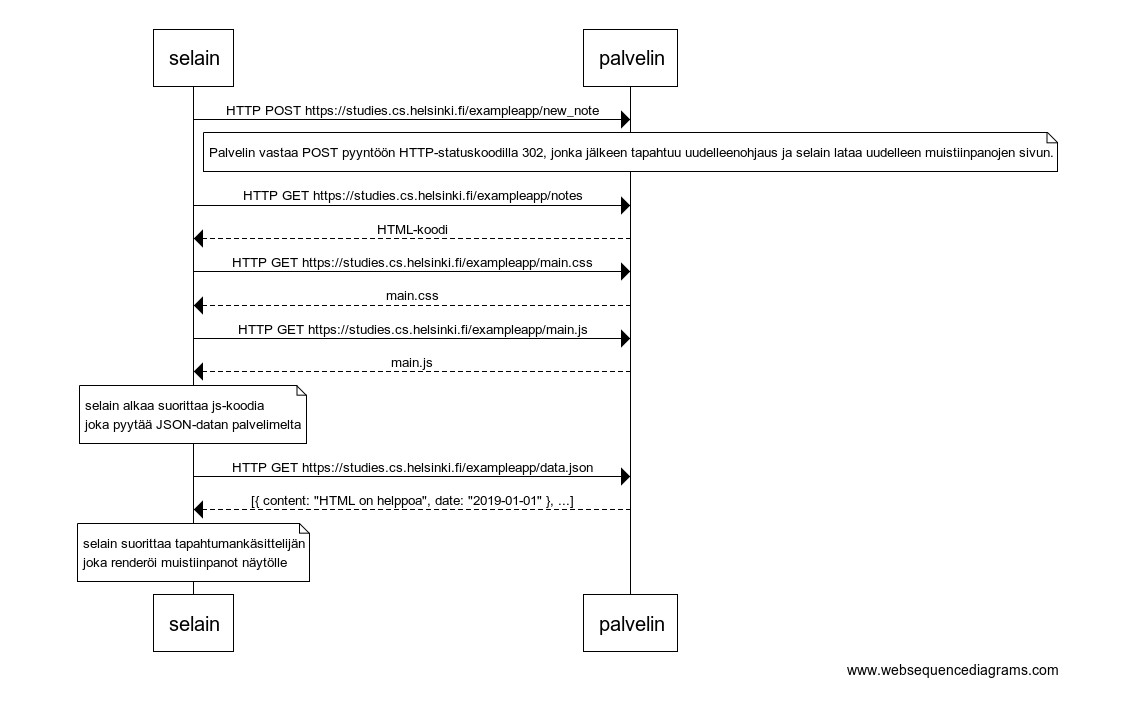 selain
palvelin
HTTP POST https://studies.cs.helsinki.fi/exampleapp/new_note
Palvelin vastaa POST pyyntöön HTTP-statuskoodilla 302, jonka jälkeen tapahtuu uudelleenohjaus ja selain lataa uudelleen muistiinpanojen sivun.
HTTP GET https://studies.cs.helsinki.fi/exampleapp/notes
HTML-koodi
HTTP GET https://studies.cs.helsinki.fi/exampleapp/main.css
main.css
HTTP GET https://studies.cs.helsinki.fi/exampleapp/main.js
main.js
selain alkaa suorittaa js-koodia
joka pyytää JSON-datan palvelimelta
HTTP GET https://studies.cs.helsinki.fi/exampleapp/data.json
[{ content: "HTML on helppoa", date: "2019-01-01" }, ...]
selain suorittaa tapahtumankäsittelijän
joka renderöi muistiinpanot näytölle
selain
palvelin
www.websequencediagrams.com